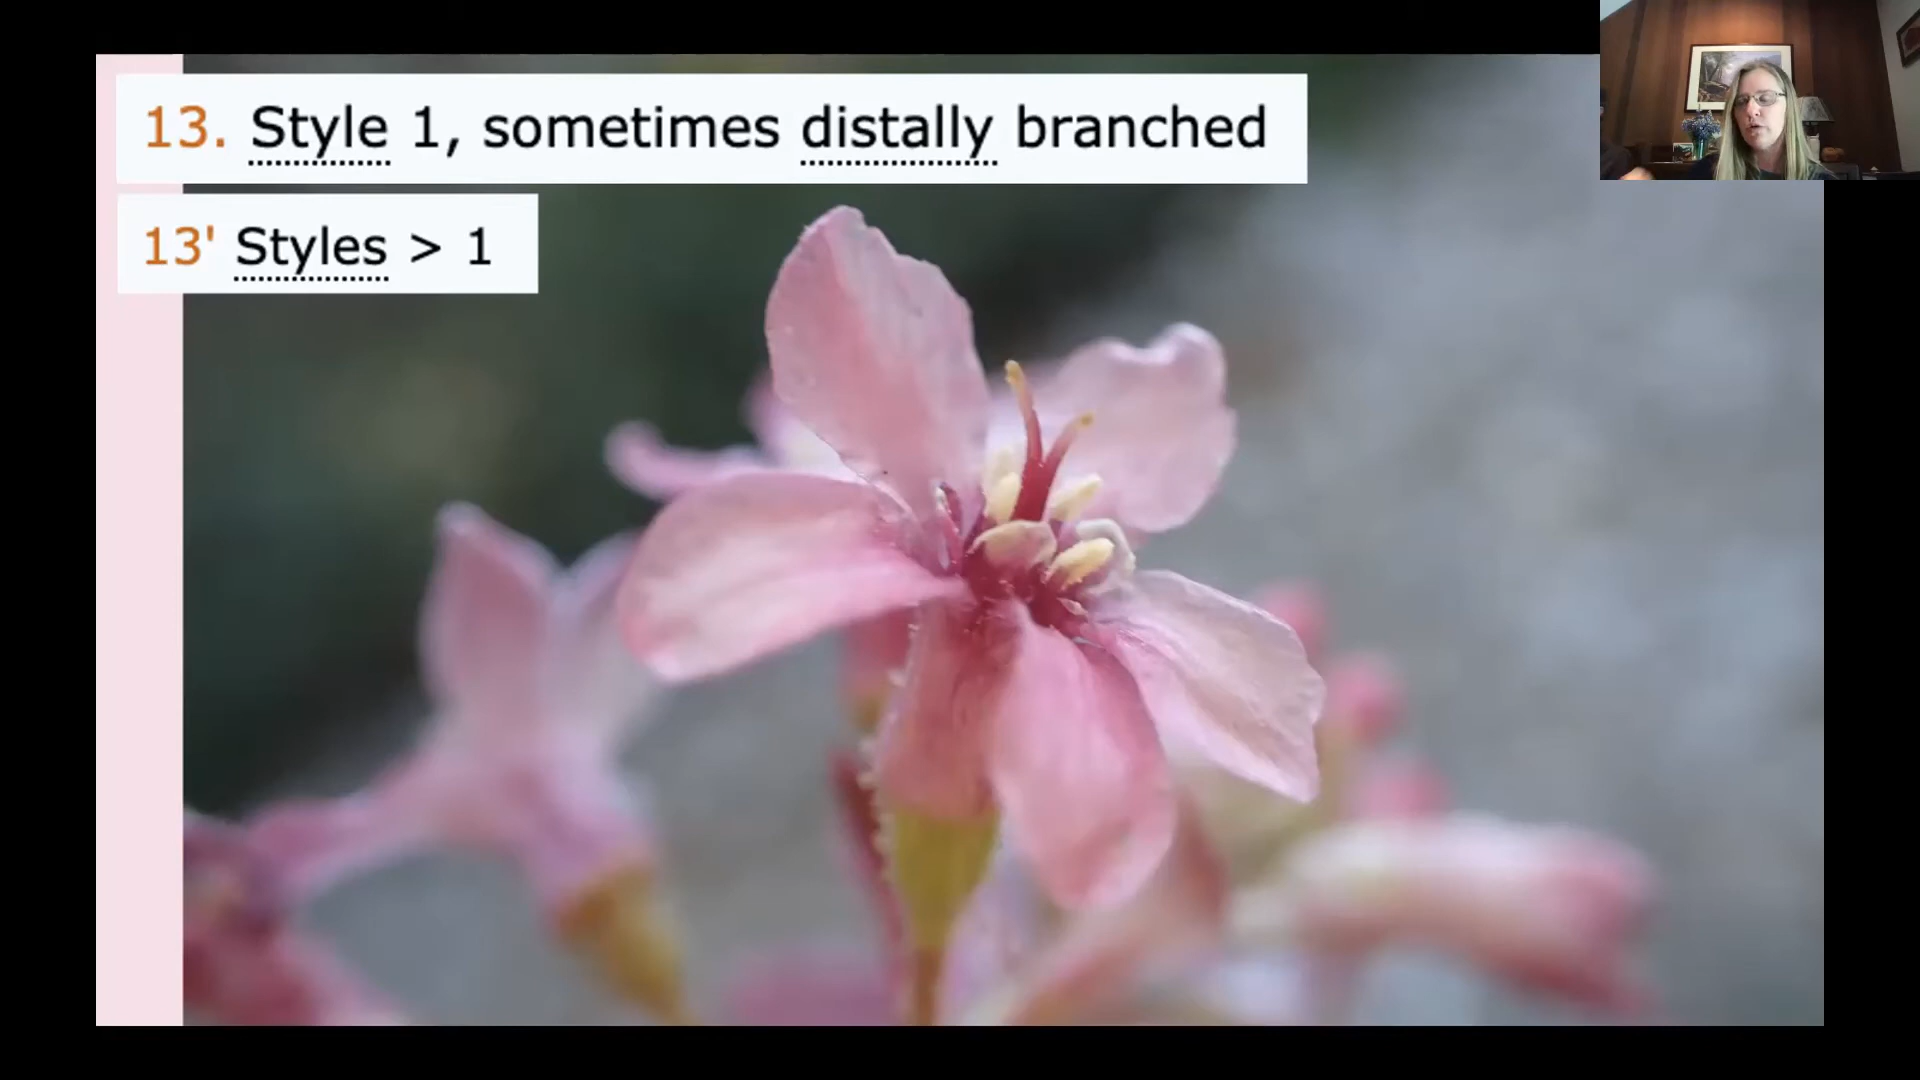 13. Style 1, sometimes distally branched
13' Styles > 1